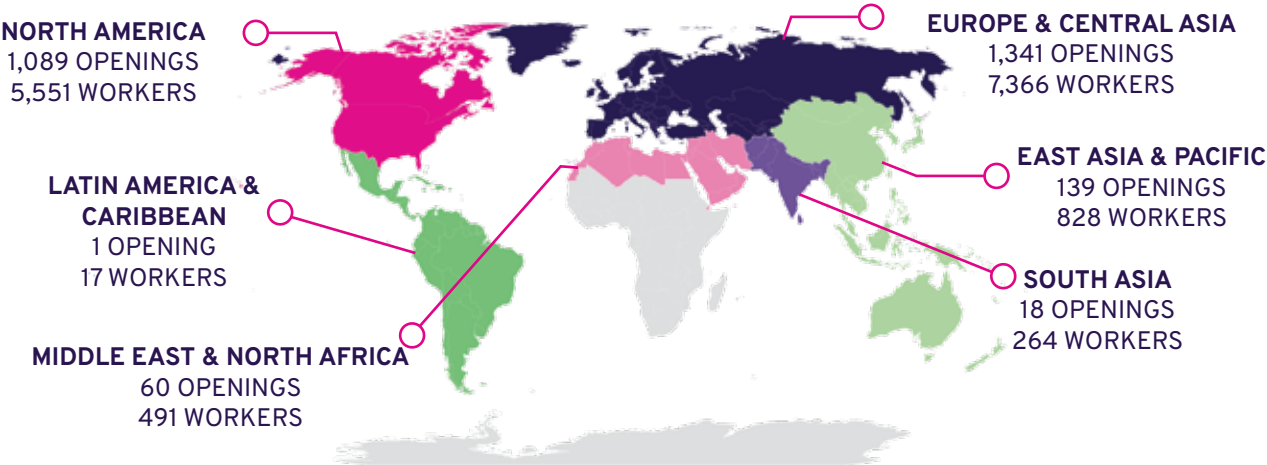 NORTH AMERICA
1,089 OPENINGS
5,551 WORKERS
EUROPE & CENTRAL ASIA
1,341 OPENINGS
7,366 WORKERS
LATIN AMERICA &
CARIBBEAN
1 OPENING
17 WORKERS
EAST ASIA & PACIFIC
139 OPENINGS
828 WORKERS
SOUTH ASIA
18 OPENINGS
264 WORKERS
MIDDLE EAST & NORTH AFRICA
60 OPENINGS
491 WORKERS